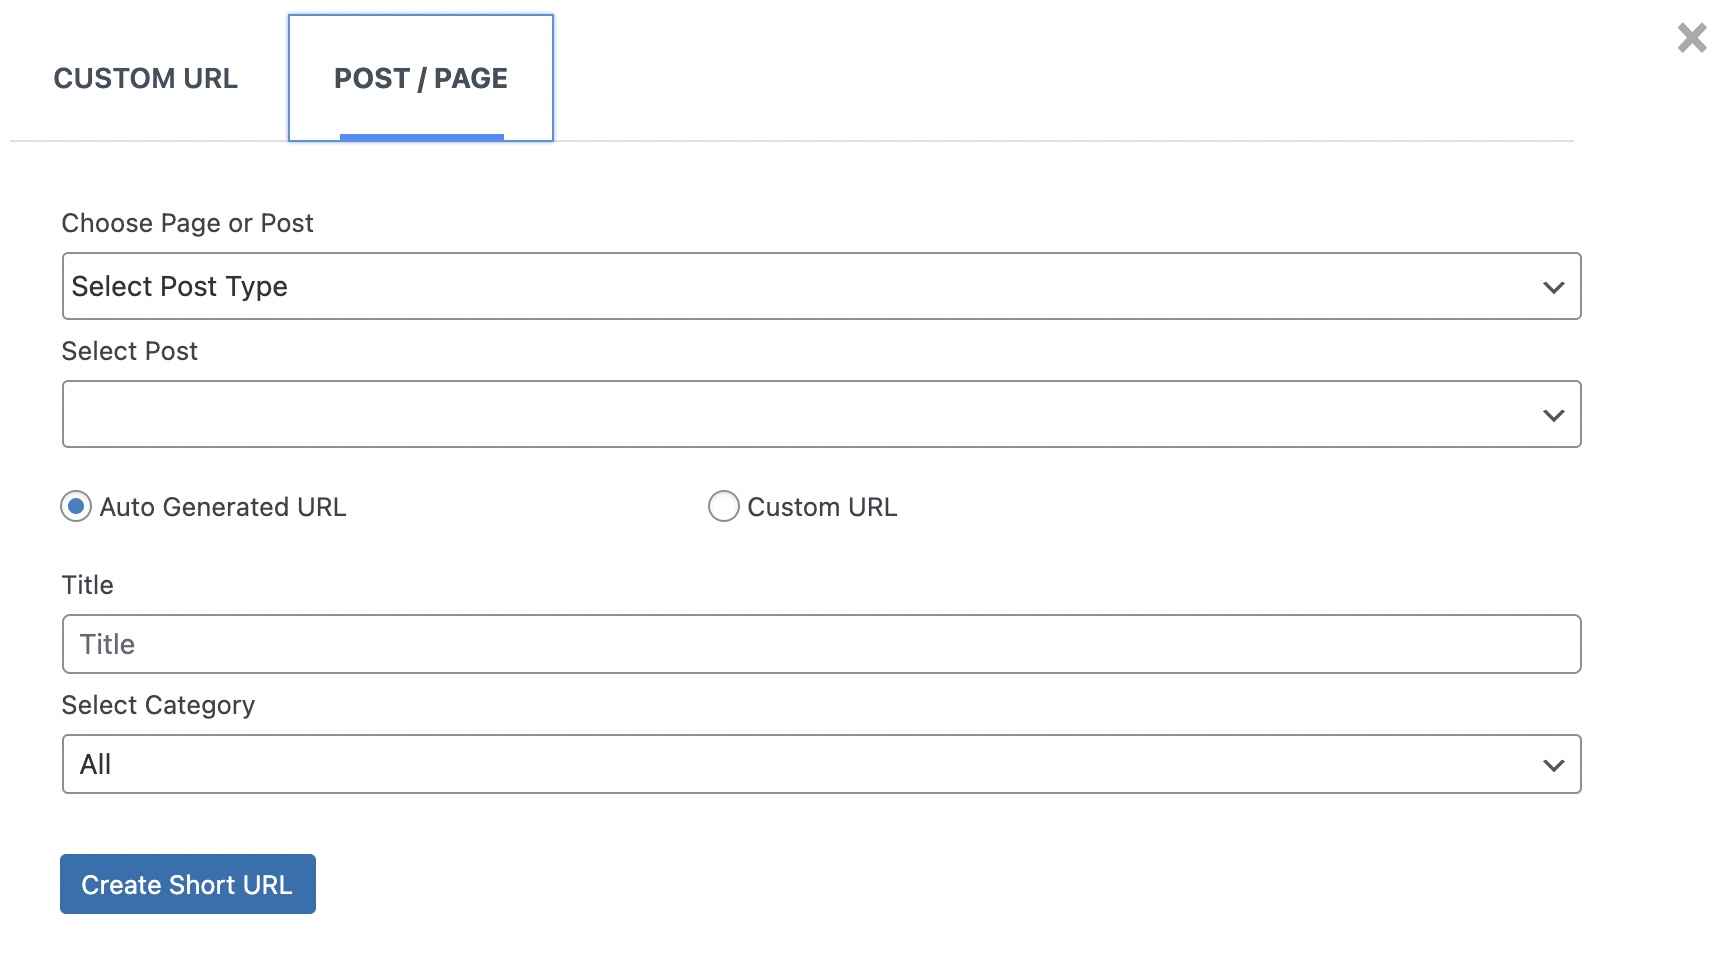 CUSTOM URL
POST / PAGE
Choose Page or Post
Select Post Type
Select Post
Auto Generated URL
Custom URL
Title
Title
Select Category
All
Create Short URL